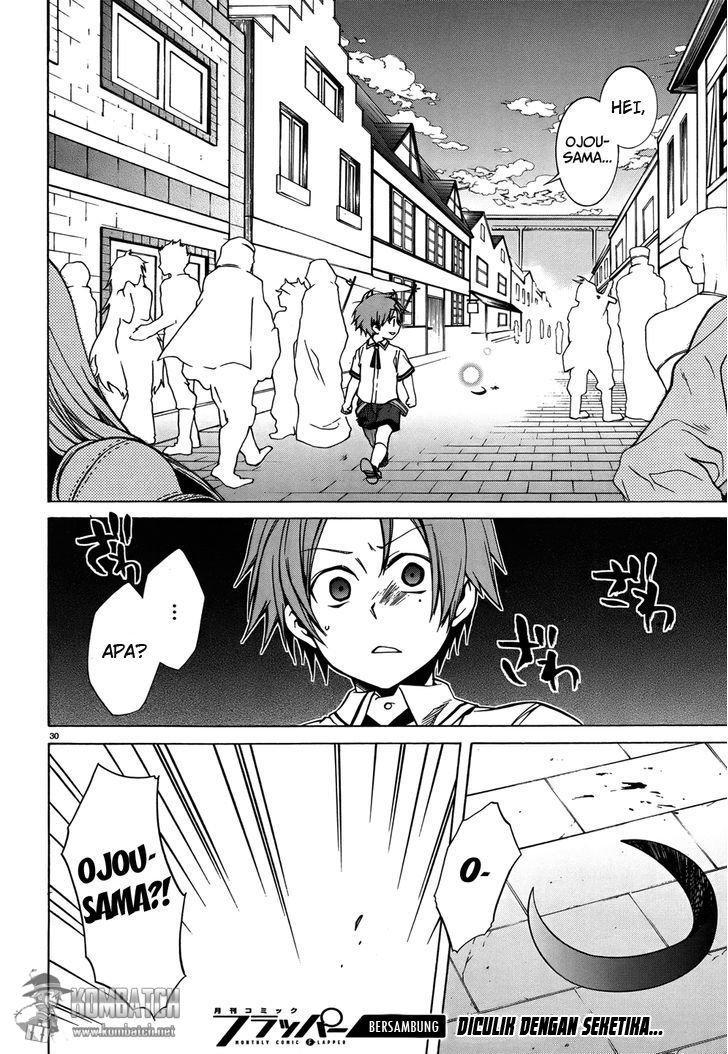 HEI,
OJOU-
SAMA...
ざわ
...
APA?
ざわ
ざわ
30
O-
OJOU-
SAMA?!
KOMBATCH
www.kombatch.net
月刊コミック
フラッパー
MONTHLY COMIC FLAPPER
BERSAMBUNG
DICULIK DENGAN SEKETIKA...